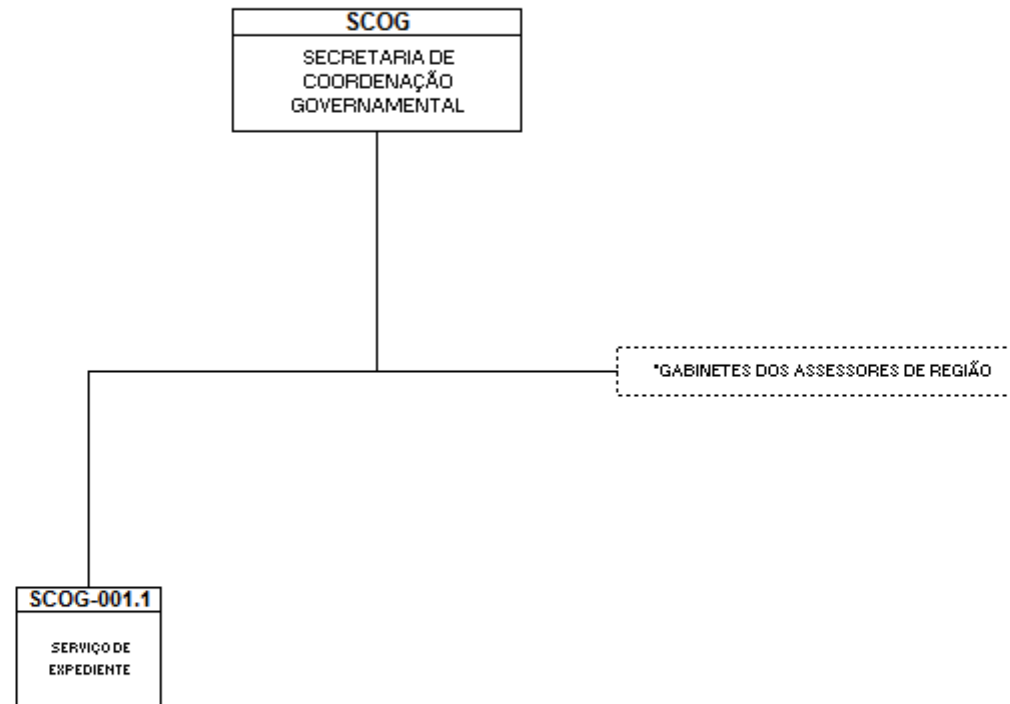 SCOG
SECRETARIA DE
COORDENAÇÃO
GOVERNAMENTAL
*GABINETES DOS ASSESSORES DE REGIÃO
SCOG-001.1
SERVIÇO DE
EXPEDIENTE